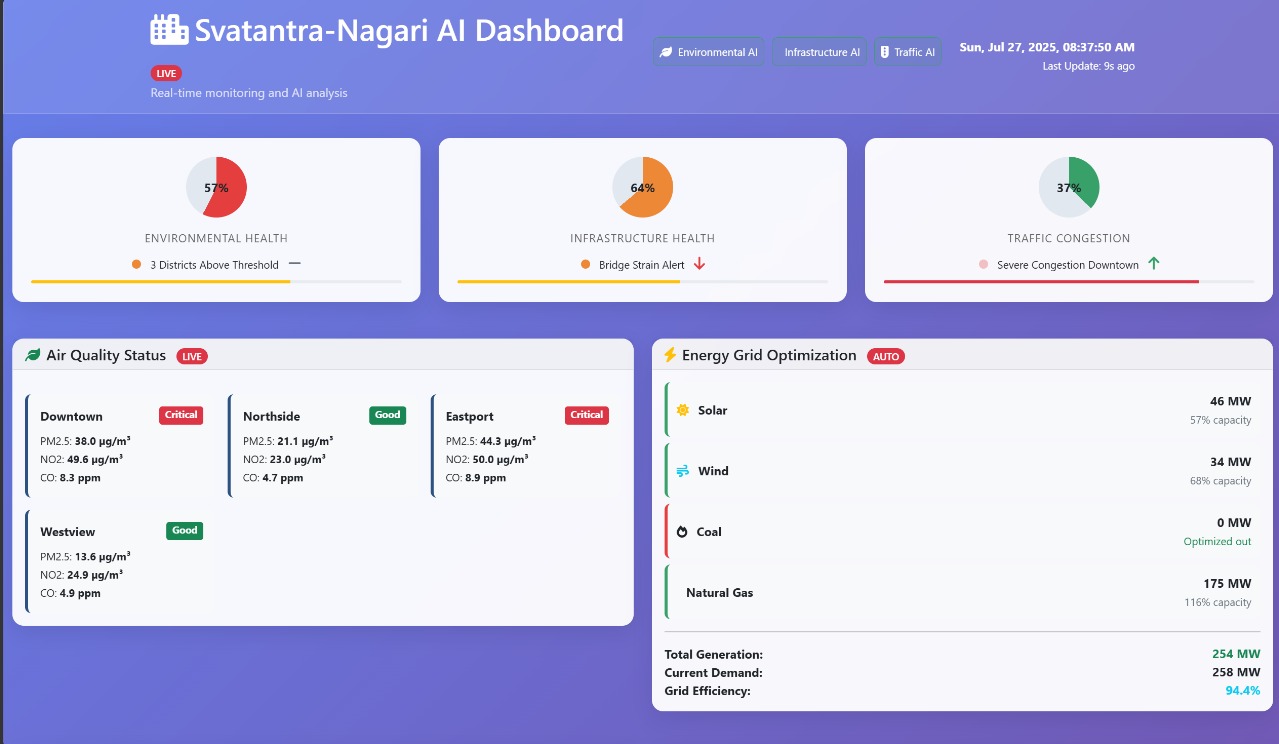 Svatantra-Nagari AI Dashboard
LIVE
Real-time monitoring and AI analysis
Environmental AI
Infrastructure AI
Traffic AI
Sun, Jul 27, 2025, 08:37:50 AM
Last Update: 9s ago
57%
ENVIRONMENTAL HEALTH
3 Districts Above Threshold
64%
INFRASTRUCTURE HEALTH
Bridge Strain Alert
37%
TRAFFIC CONGESTION
Severe Congestion Downtown
Air Quality Status LIVE
Downtown Critical
PM2.5: 38.0 µg/m³
NO2: 49.6 µg/m³
CO: 8.3 ppm
Northside Good
PM2.5: 21.1 µg/m³
NO2: 23.0 µg/m³
CO: 4.7 ppm
Eastport Critical
PM2.5: 44.3 µg/m³
NO2: 50.0 µg/m³
CO: 8.9 ppm
Westview Good
PM2.5: 13.6 µg/m³
NO2: 24.9 µg/m³
CO: 4.9 ppm
Energy Grid Optimization AUTO
Solar
46 MW
57% capacity
Wind
34 MW
68% capacity
Coal
0 MW
Optimized out
Natural Gas
175 MW
116% capacity
Total Generation: 254 MW
Current Demand: 258 MW
Grid Efficiency: 94.4%